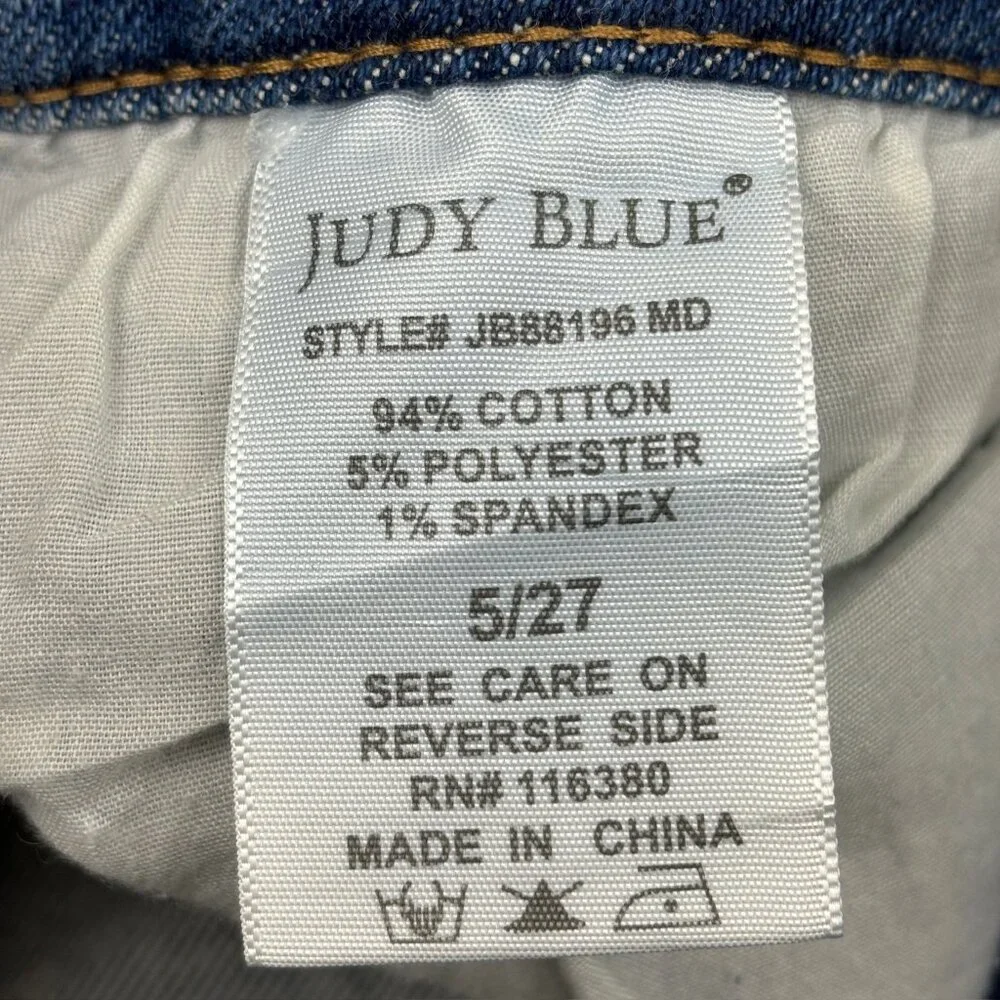 JUDY BLUE®
STYLE# JB88196 MD
94% COTTON
5% POLYESTER
1% SPANDEX
5/27
SEE CARE ON
REVERSE SIDE
RN# 116380
MADE IN CHINA